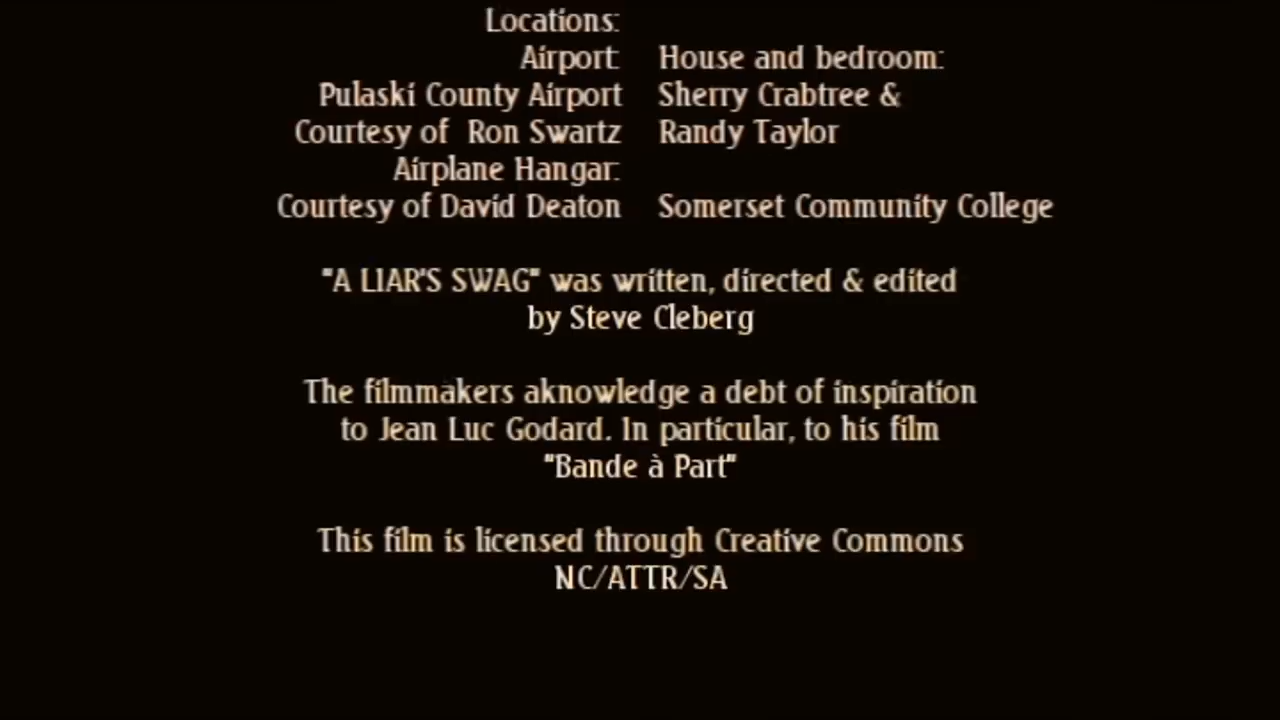 Locations:
Airport: House and bedroom:
Pulaski County Airport Sherry Crabtree &
Courtesy of Ron Swartz Randy Taylor
Airplane Hangar:
Courtesy of David Deaton Somerset Community College
"A LIAR'S SWAG" was written, directed & edited
by Steve Cleberg
The filmmakers aknowledge a debt of inspiration
to Jean Luc Godard. In particular, to his film
"Bande à Part"
This film is licensed through Creative Commons
NC/ATTR/SA